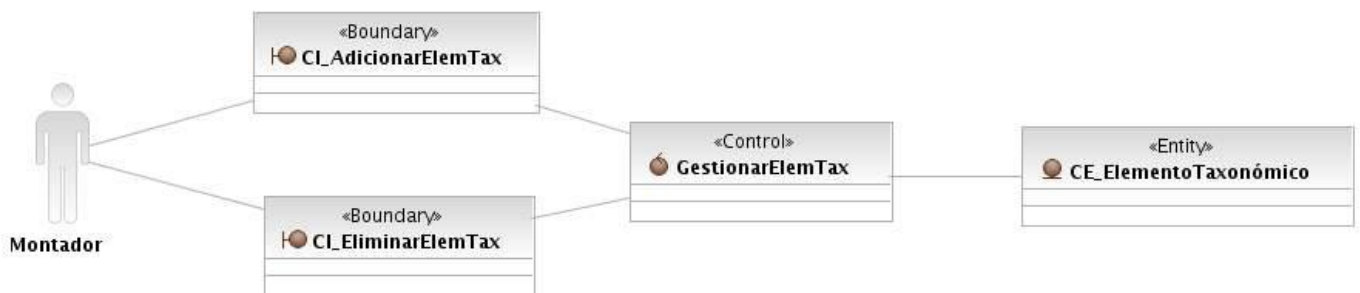 «Boundary»
CI_AdicionarElemTax
«Control»
GestionarElemTax
«Entity»
CE_ElementoTaxonómico
«Boundary»
CI_EliminarElemTax
Montador